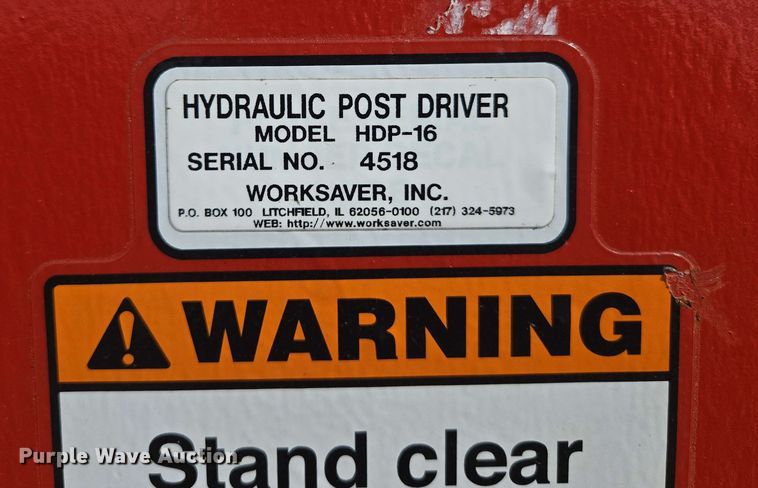 HYDRAULIC POST DRIVER
MODEL HDP-16
SERIAL NO. 4518
WORKSAVER, INC.
P.O. BOX 100 LITCHFIELD, IL 62056-0100 (217) 324-5973
WEB: http://www.worksaver.com
WARNING
Stand clear
Purple Wave Auction